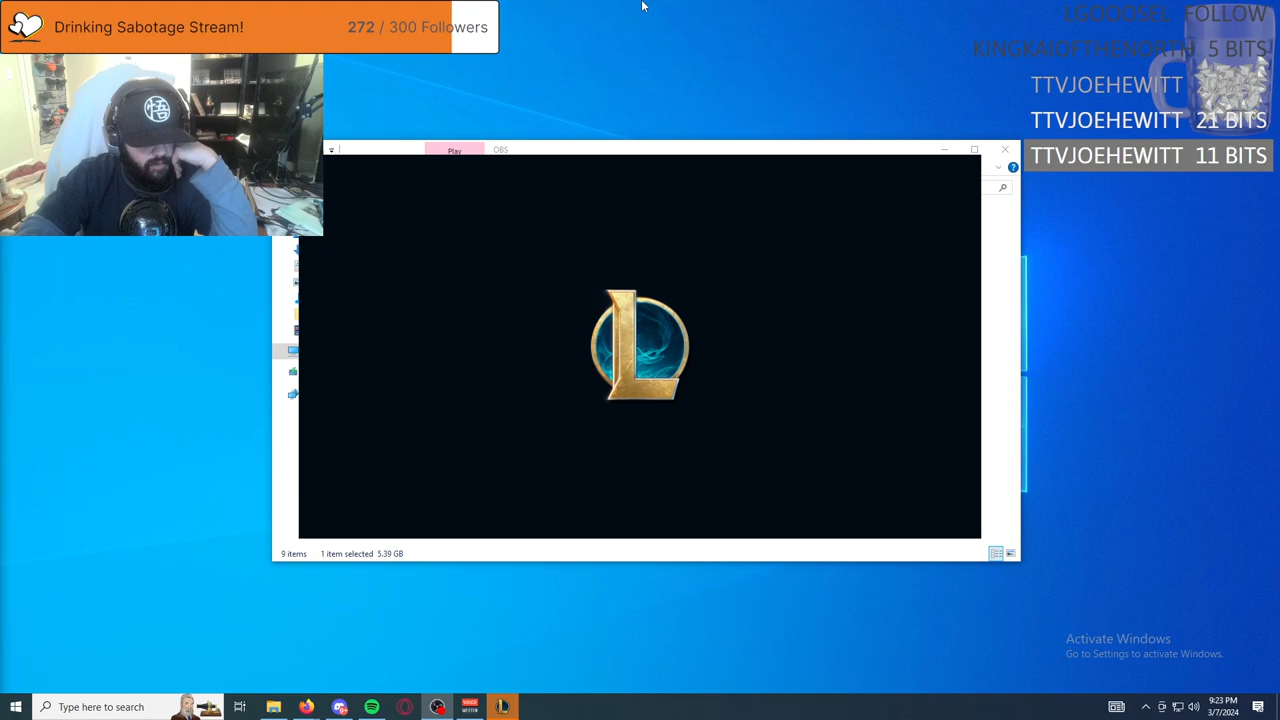 Drinking Sabotage Stream!
272 / 300 Followers
FOLLOW
KINGKAIOFTHENORTH 5 BITS
TTVJOEHEWITT
TTVJOEHEWITT 21 BITS
TTVJOEHEWITT 11 BITS
Play
OBS
悟
L
9 items
1 item selected 5.39 GB
Activate Windows
Go to Settings to activate Windows.
Type here to search
9:23 PM
3/7/2024